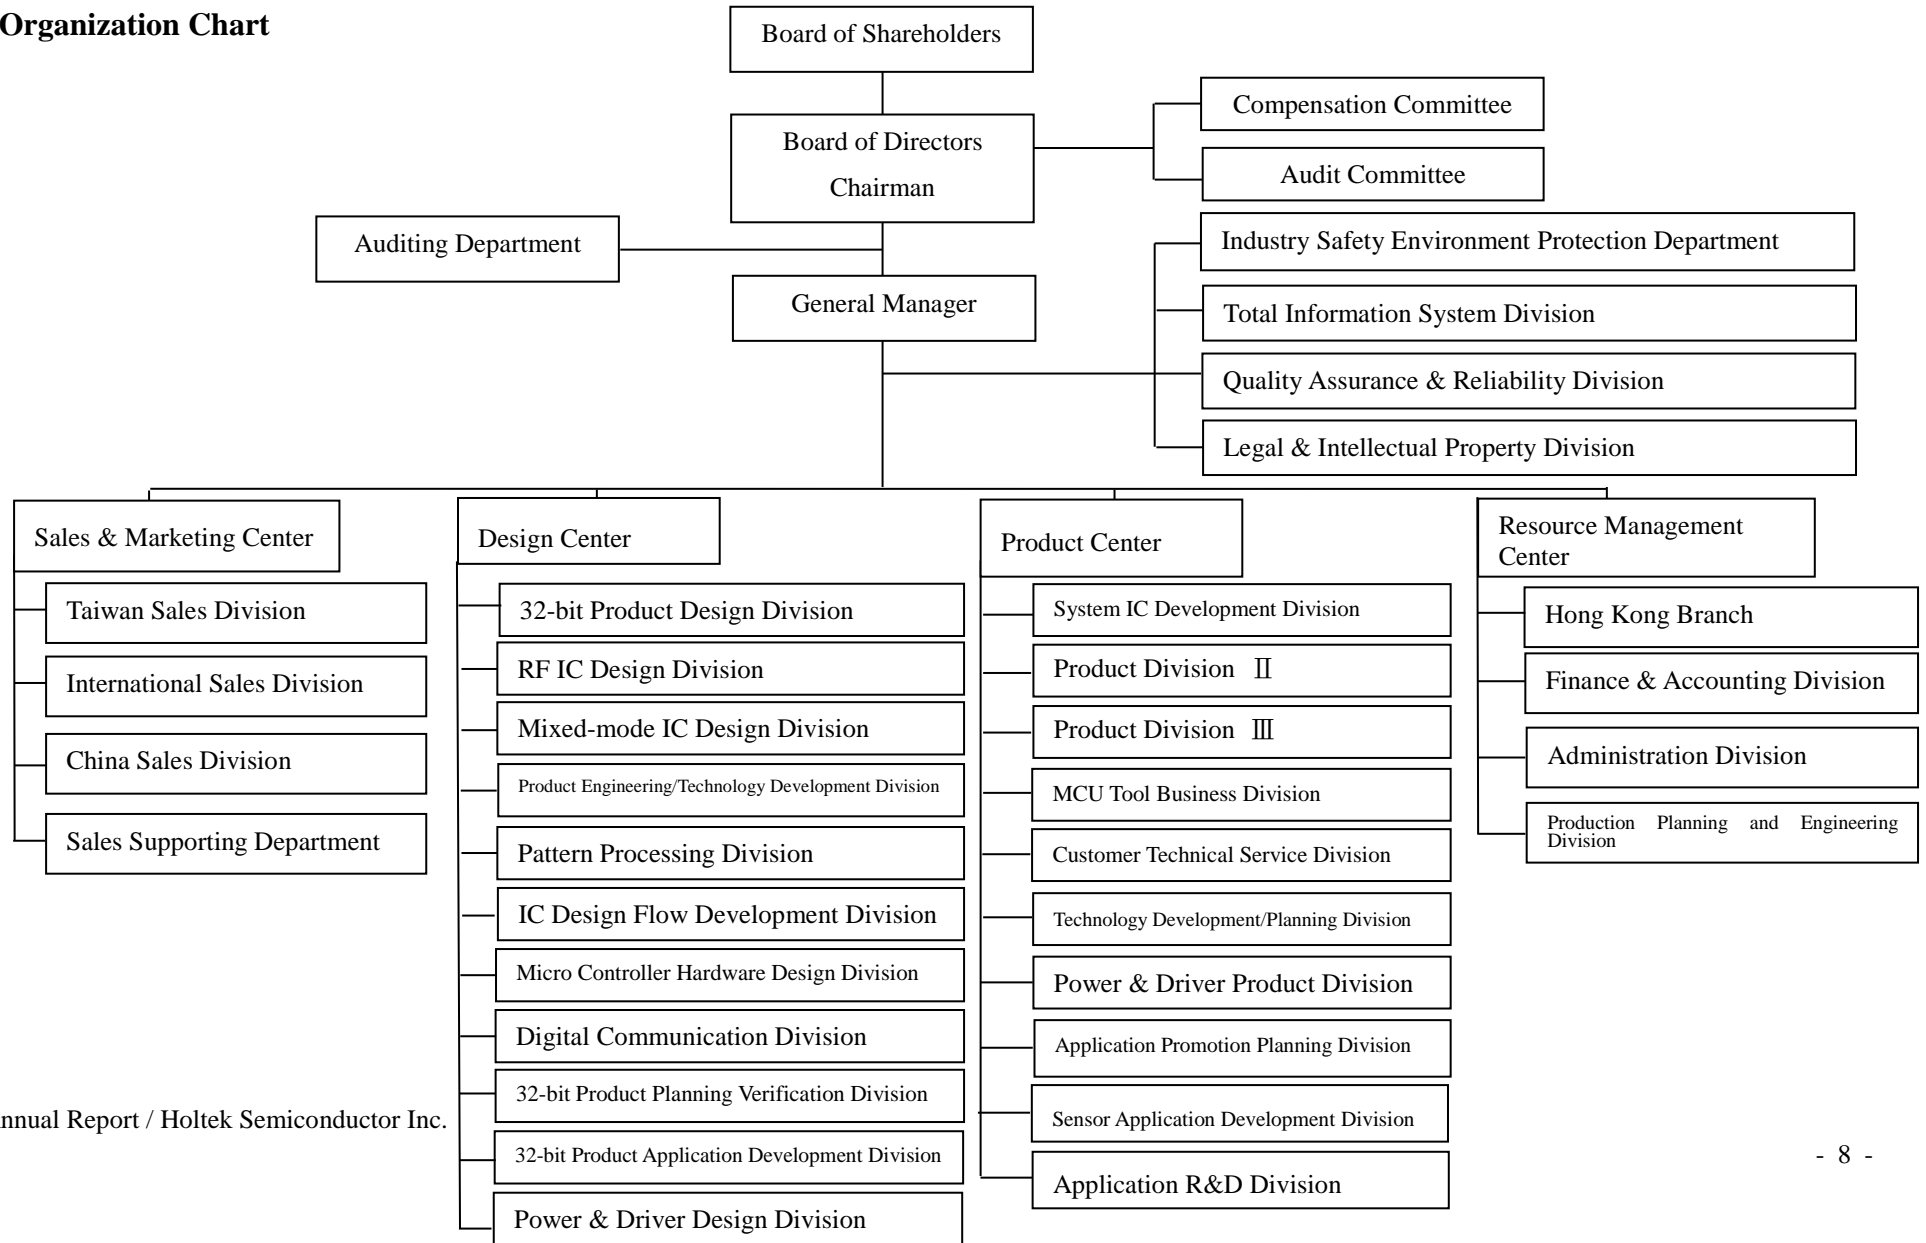 Organization Chart
Board of Shareholders
Compensation Committee
Board of Directors
Chairman
Audit Committee
Auditing Department
Industry Safety Environment Protection Department
General Manager
Total Information System Division
Quality Assurance & Reliability Division
Legal & Intellectual Property Division
Sales & Marketing Center
Taiwan Sales Division
International Sales Division
China Sales Division
Sales Supporting Department
Design Center
32-bit Product Design Division
RF IC Design Division
Mixed-mode IC Design Division
Product Engineering/Technology Development Division
Pattern Processing Division
IC Design Flow Development Division
Micro Controller Hardware Design Division
Digital Communication Division
32-bit Product Planning Verification Division
32-bit Product Application Development Division
Power & Driver Design Division
Product Center
System IC Development Division
Product Division Ⅱ
Product Division Ⅲ
MCU Tool Business Division
Customer Technical Service Division
Technology Development/Planning Division
Power & Driver Product Division
Application Promotion Planning Division
Sensor Application Development Division
Application R&D Division
Resource Management
Center
Hong Kong Branch
Finance & Accounting Division
Administration Division
Production Planning and Engineering
Division
nnual Report / Holtek Semiconductor Inc.
- 8 -